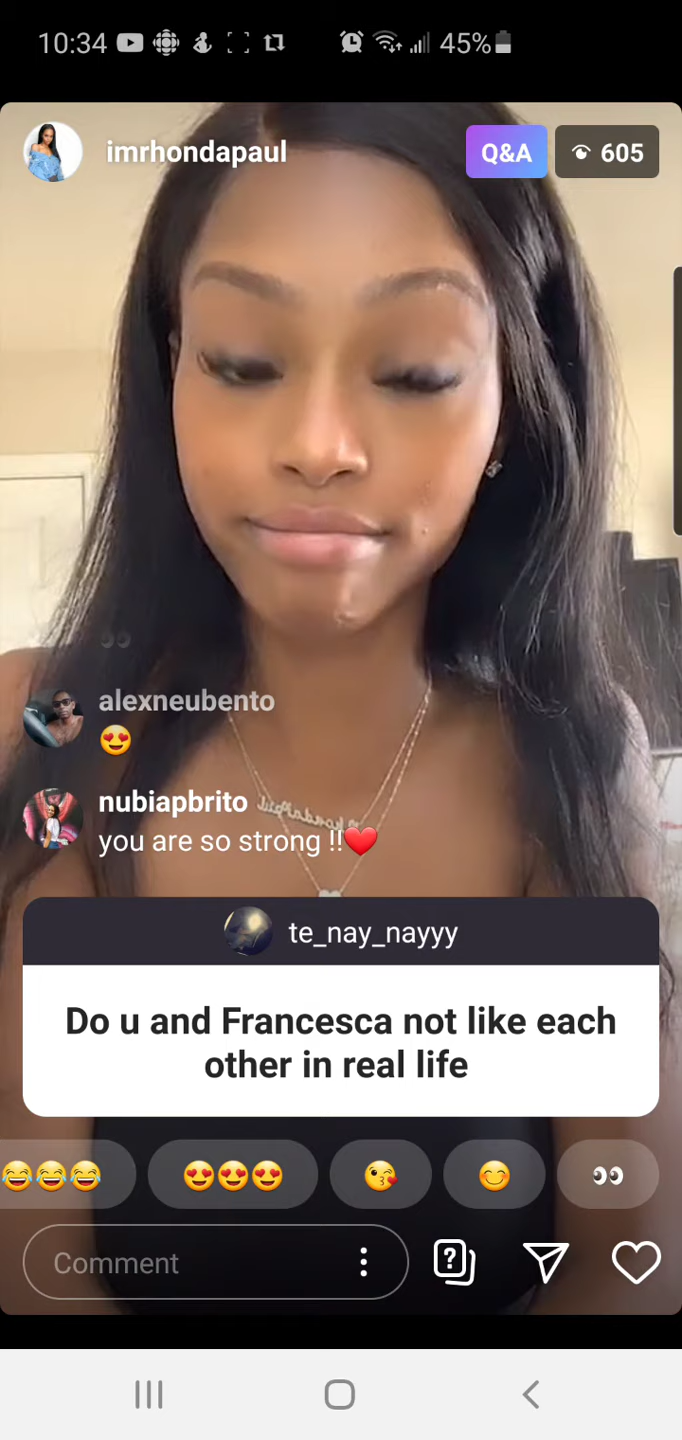 10:34
45%
imrhondapaul
Q&A
605
alexneubento
😍
nubiapbrito
you are so strong !!❤️
te_nay_nayyy
Do u and Francesca not like each
other in real life
😂😂😂 😍😍😍 😘 😊 👀
Comment